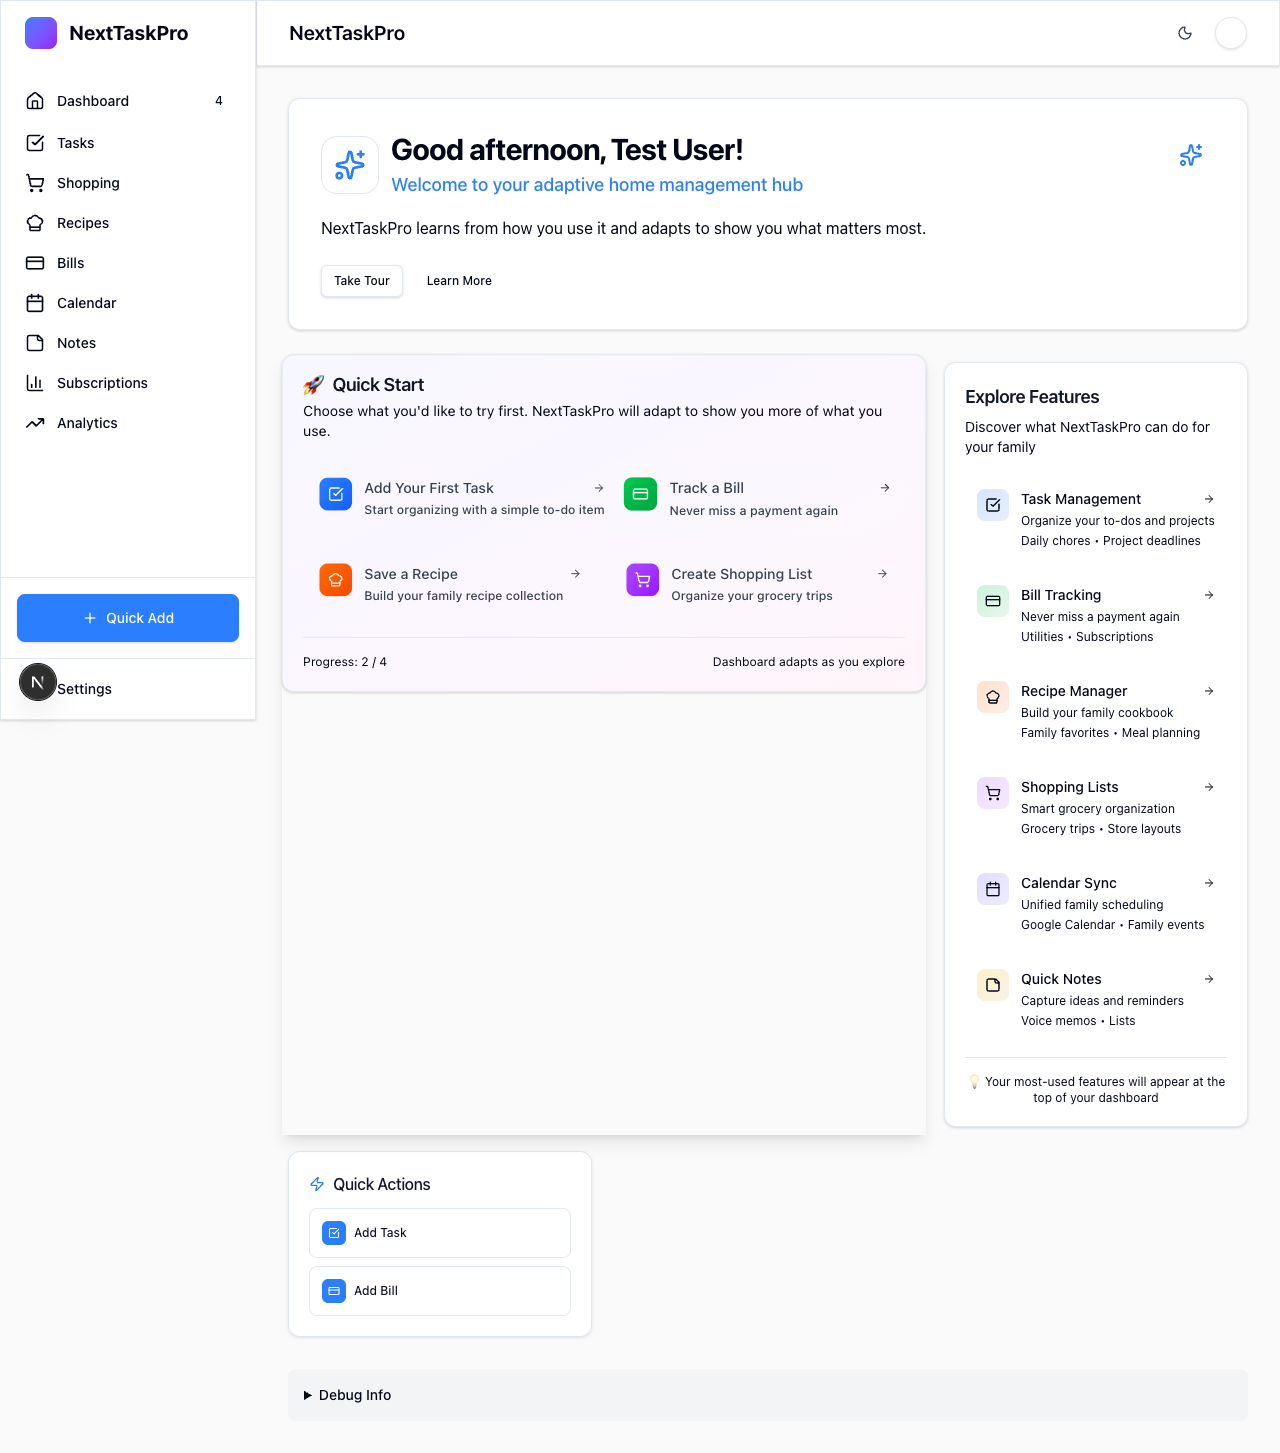 NextTaskPro
Dashboard 4
Tasks
Shopping
Recipes
Bills
Calendar
Notes
Subscriptions
Analytics
Quick Add
N
Settings
NextTaskPro
Good afternoon, Test User!
Welcome to your adaptive home management hub
NextTaskPro learns from how you use it and adapts to show you what matters most.
Take Tour
Learn More
🚀 Quick Start
Choose what you'd like to try first. NextTaskPro will adapt to show you more of what you
use.
Add Your First Task
Start organizing with a simple to-do item
Track a Bill
Never miss a payment again
Save a Recipe
Build your family recipe collection
Create Shopping List
Organize your grocery trips
Progress: 2 / 4
Dashboard adapts as you explore
Explore Features
Discover what NextTaskPro can do for
your family
Task Management
Organize your to-dos and projects
Daily chores • Project deadlines
Bill Tracking
Never miss a payment again
Utilities • Subscriptions
Recipe Manager
Build your family cookbook
Family favorites • Meal planning
Shopping Lists
Smart grocery organization
Grocery trips • Store layouts
Calendar Sync
Unified family scheduling
Google Calendar • Family events
Quick Notes
Capture ideas and reminders
Voice memos • Lists
💡 Your most-used features will appear at the
top of your dashboard
Quick Actions
Add Task
Add Bill
Debug Info